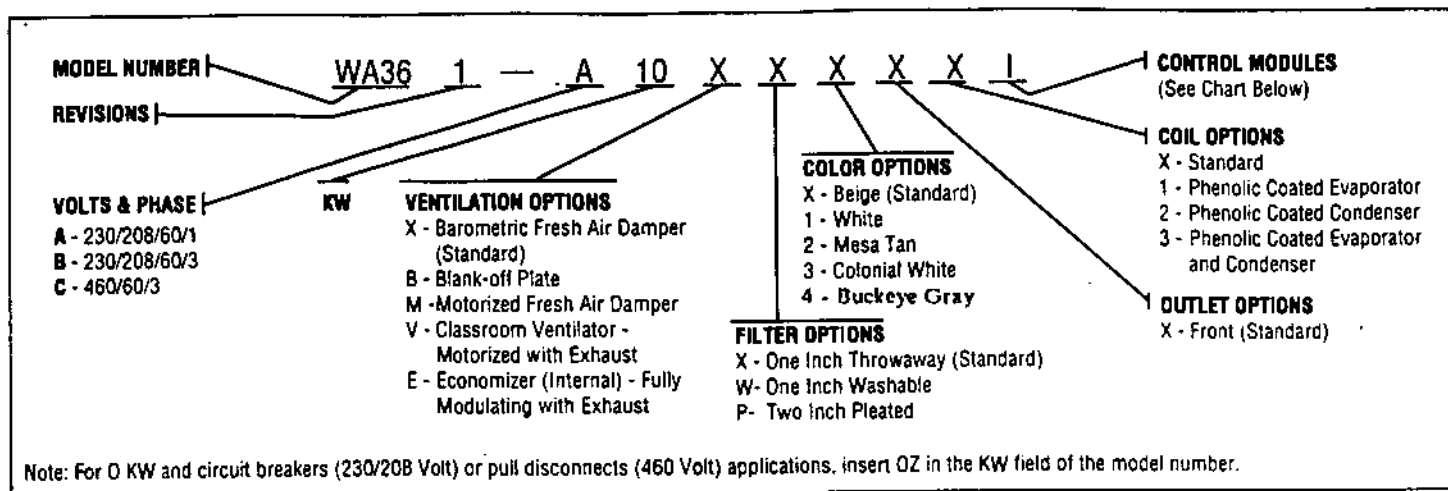 MODEL NUMBER
WA36 1 — A 10 X X X X X I
CONTROL MODULES
(See Chart Below)
REVISIONS
COIL OPTIONS
X - Standard
1 - Phenolic Coated Evaporator
2 - Phenolic Coated Condenser
3 - Phenolic Coated Evaporator
and Condenser
VOLTS & PHASE
A - 230/208/60/1
B - 230/208/60/3
C - 460/60/3
KW
VENTILATION OPTIONS
X - Barometric Fresh Air Damper
(Standard)
B - Blank-off Plate
M - Motorized Fresh Air Damper
V - Classroom Ventilator -
Motorized with Exhaust
E - Economizer (Internal) - Fully
Modulating with Exhaust
COLOR OPTIONS
X - Beige (Standard)
1 - White
2 - Mesa Tan
3 - Colonial White
4 - Buckeye Gray
OUTLET OPTIONS
X - Front (Standard)
FILTER OPTIONS
X - One Inch Throwaway (Standard)
W- One Inch Washable
P- Two Inch Pleated
Note: For 0 KW and circuit breakers (230/208 Volt) or pull disconnects (460 Volt) applications, insert OZ in the KW field of the model number.